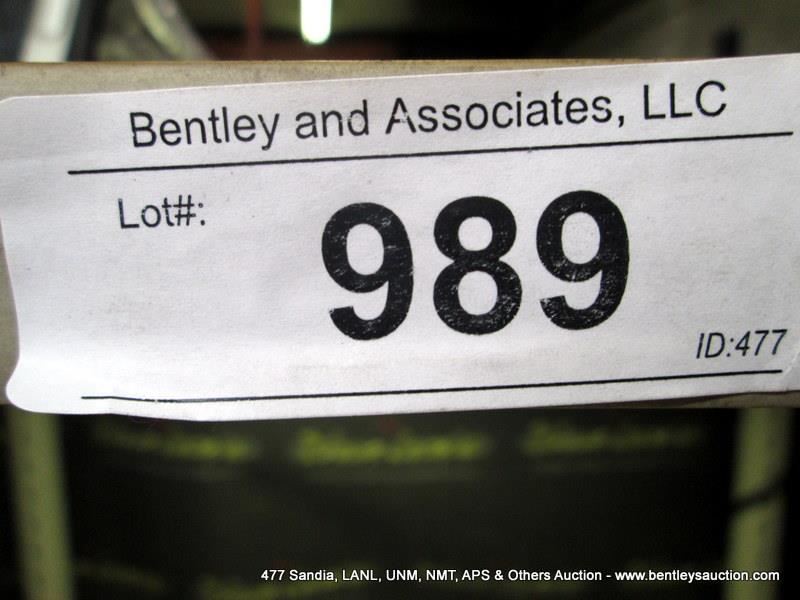 Bentley and Associates, LLC
Lot#:
989
ID:477
477 Sandia, LANL, UNM, NMT, APS & Others Auction - www.bentleysauction.com